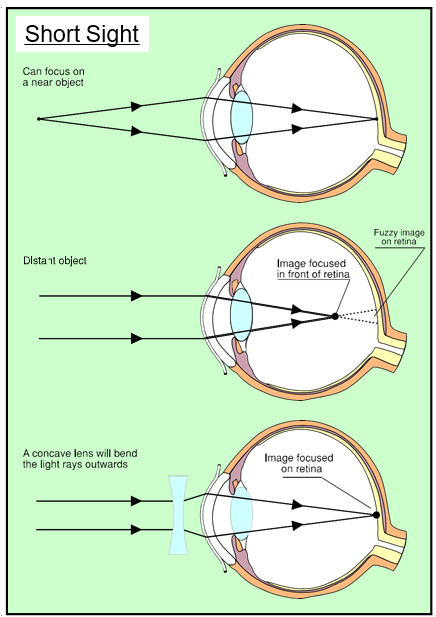 Short Sight
Can focus on
a near object
Distant object
Image focused
in front of retina
Fuzzy image
on retina
A concave lens will bend
the light rays outwards
Image focused
on retina